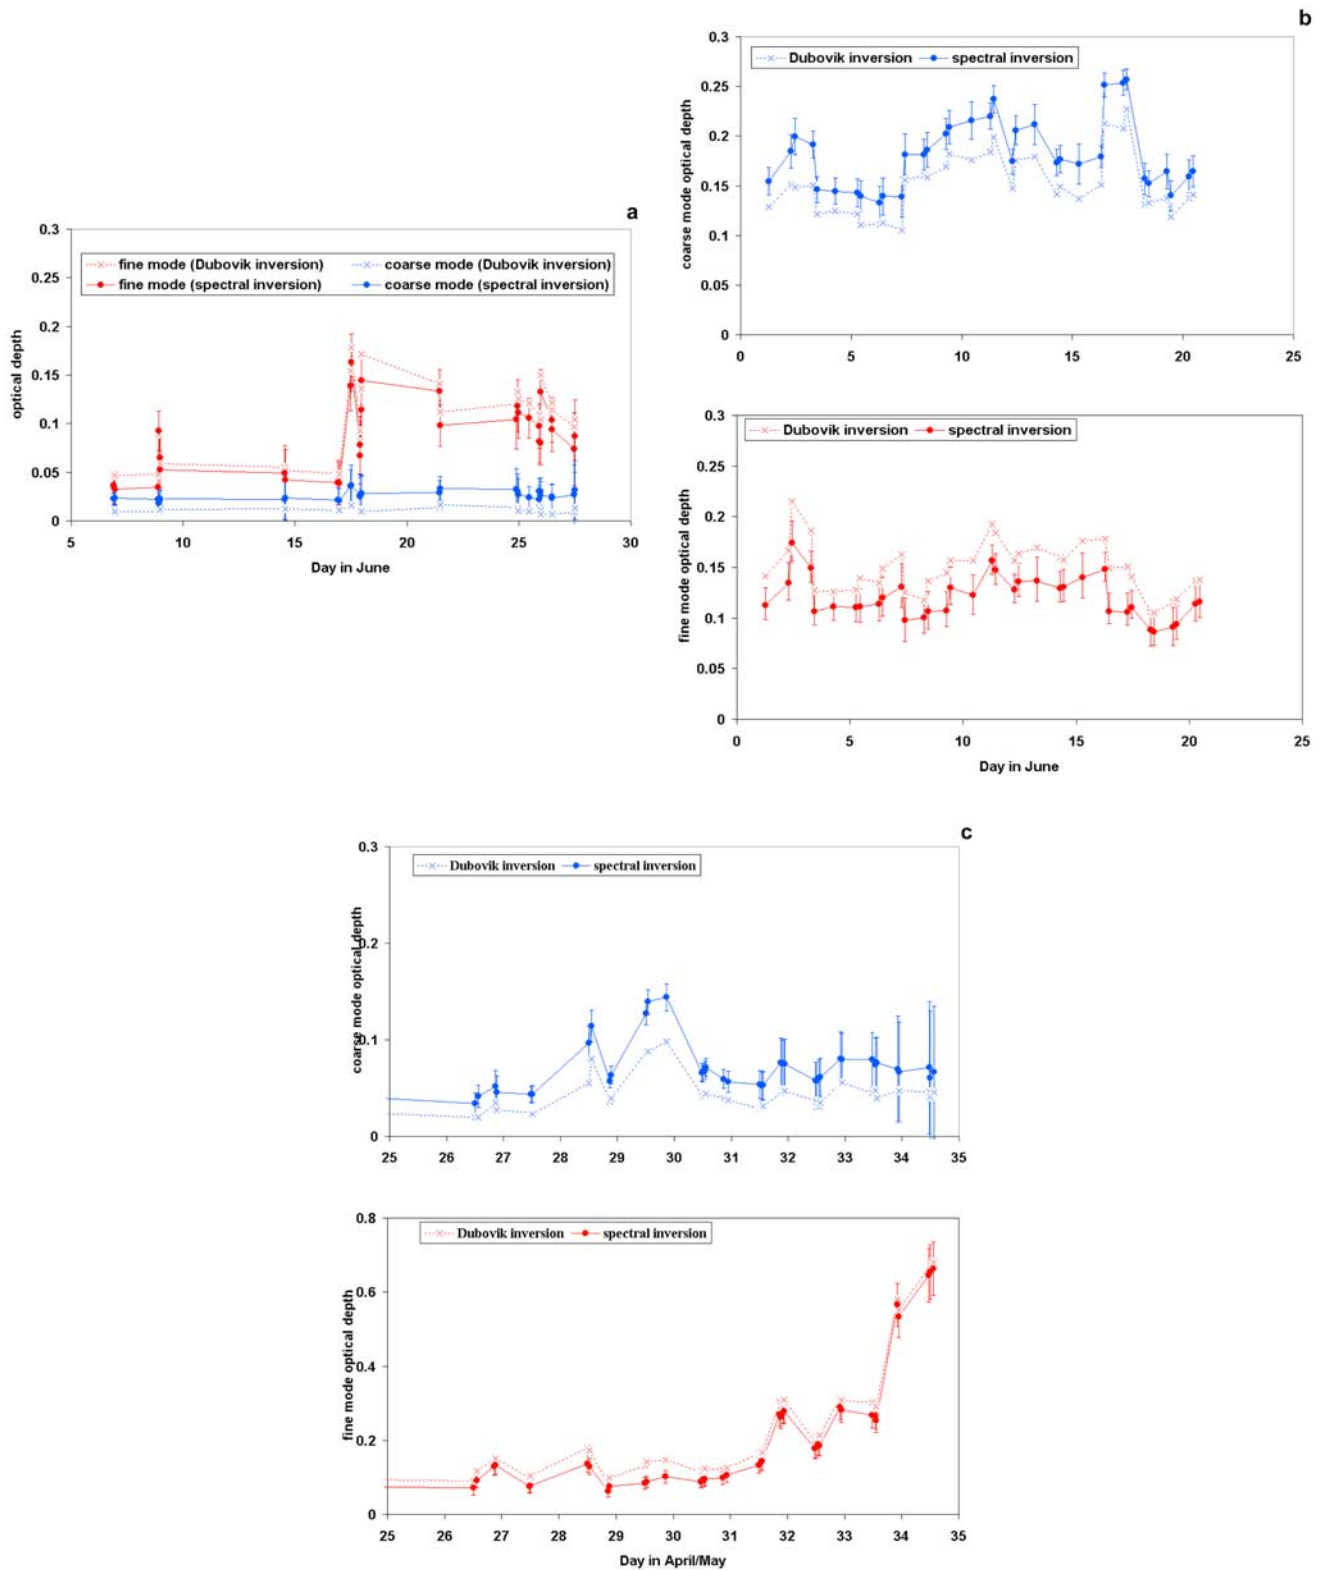 a
0.3
0.25
0.2
0.15
0.1
0.05
0
fine mode (Dubovik inversion) coarse mode (Dubovik inversion)
fine mode (spectral inversion) coarse mode (spectral inversion)
optical depth
5 10 15 20 25 30
Day in June
b
0.3
0.25
0.2
0.15
0.1
0.05
0
Dubovik inversion spectral inversion
coarse mode optical depth
0 5 10 15 20 25
0.3
0.25
0.2
0.15
0.1
0.05
0
Dubovik inversion spectral inversion
fine mode optical depth
0 5 10 15 20 25
Day in June
c
0.3
0.2
0.1
0
Dubovik inversion spectral inversion
coarse mode optical depth
25 26 27 28 29 30 31 32 33 34 35
0.8
0.6
0.4
0.2
0
Dubovik inversion spectral inversion
fine mode optical depth
25 26 27 28 29 30 31 32 33 34 35
Day in April/May